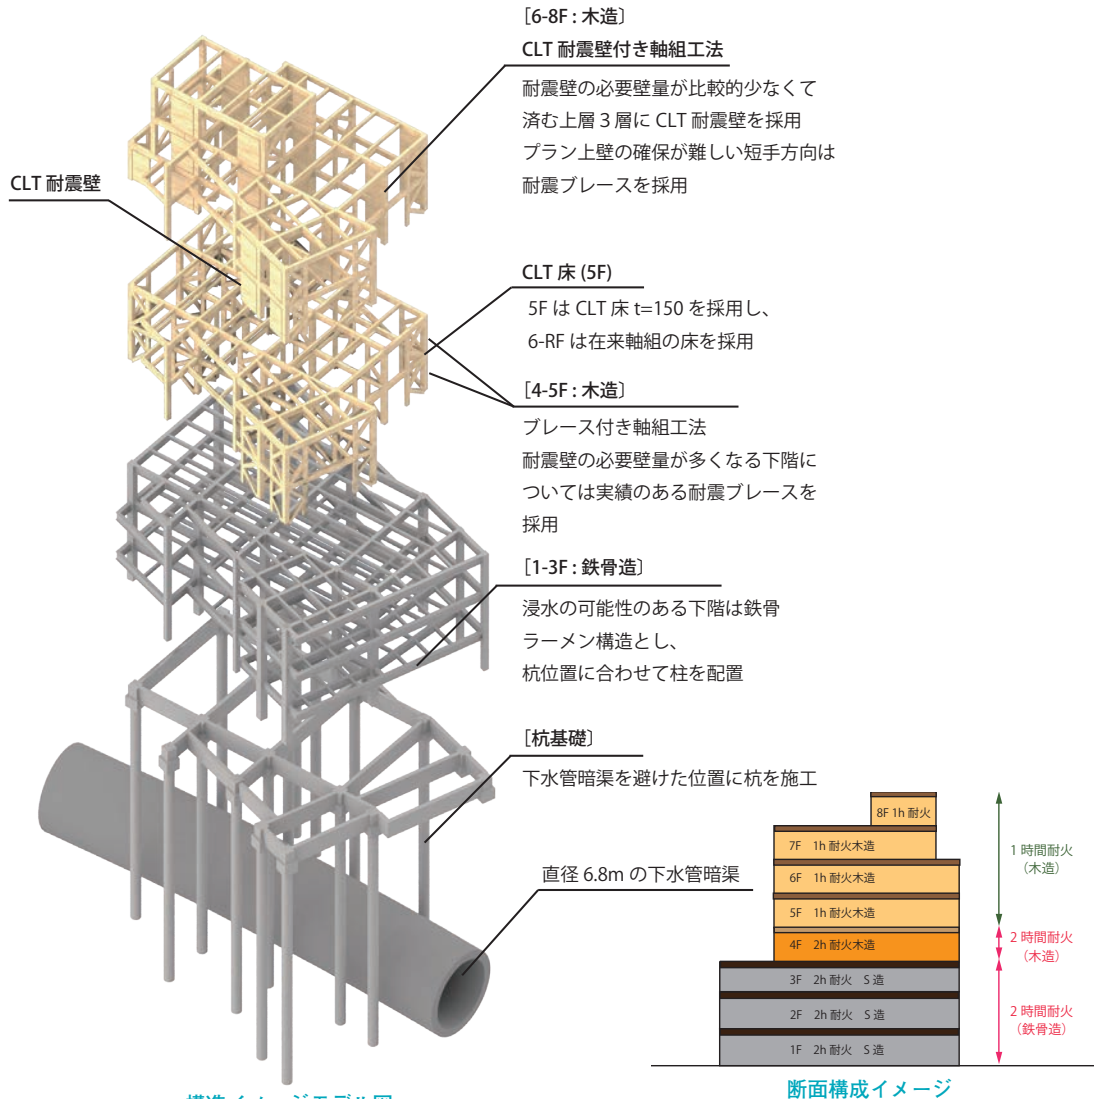 [6-8F : 木造]
CLT 耐震壁付き軸組工法
耐震壁の必要壁量が比較的少なくて
済む上層 3 層に CLT 耐震壁を採用
プラン上壁の確保が難しい短手方向は
耐震ブレースを採用
CLT 耐震壁
CLT 床 (5F)
5F は CLT 床 t=150 を採用し、
6-RF は在来軸組の床を採用
[4-5F : 木造]
ブレース付き軸組工法
耐震壁の必要壁量が多くなる下階に
ついては実績のある耐震ブレースを
採用
[1-3F : 鉄骨造]
浸水の可能性のある下階は鉄骨
ラーメン構造とし、
杭位置に合わせて柱を配置
[杭基礎]
下水管暗渠を避けた位置に杭を施工
直径 6.8m の下水管暗渠
8F 1h 耐火
7F 1h 耐火木造
6F 1h 耐火木造
5F 1h 耐火木造
4F 2h 耐火木造
3F 2h 耐火 S 造
2F 2h 耐火 S 造
1F 2h 耐火 S 造
1 時間耐火
(木造)
2 時間耐火
(木造)
2 時間耐火
(鉄骨造)
断面構成イメージ
構造イメージモデル図